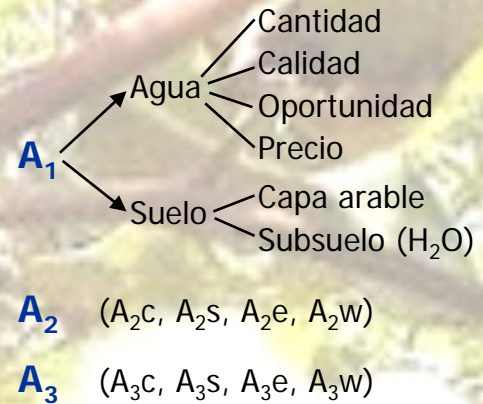 Cantidad
Calidad
Agua
Oportunidad
Precio
A₁
Capa arable
Suelo
Subsuelo (H₂O)
A₂ (A₂c, A₂s, A₂e, A₂w)
A₃ (A₃c, A₃s, A₃e, A₃w)